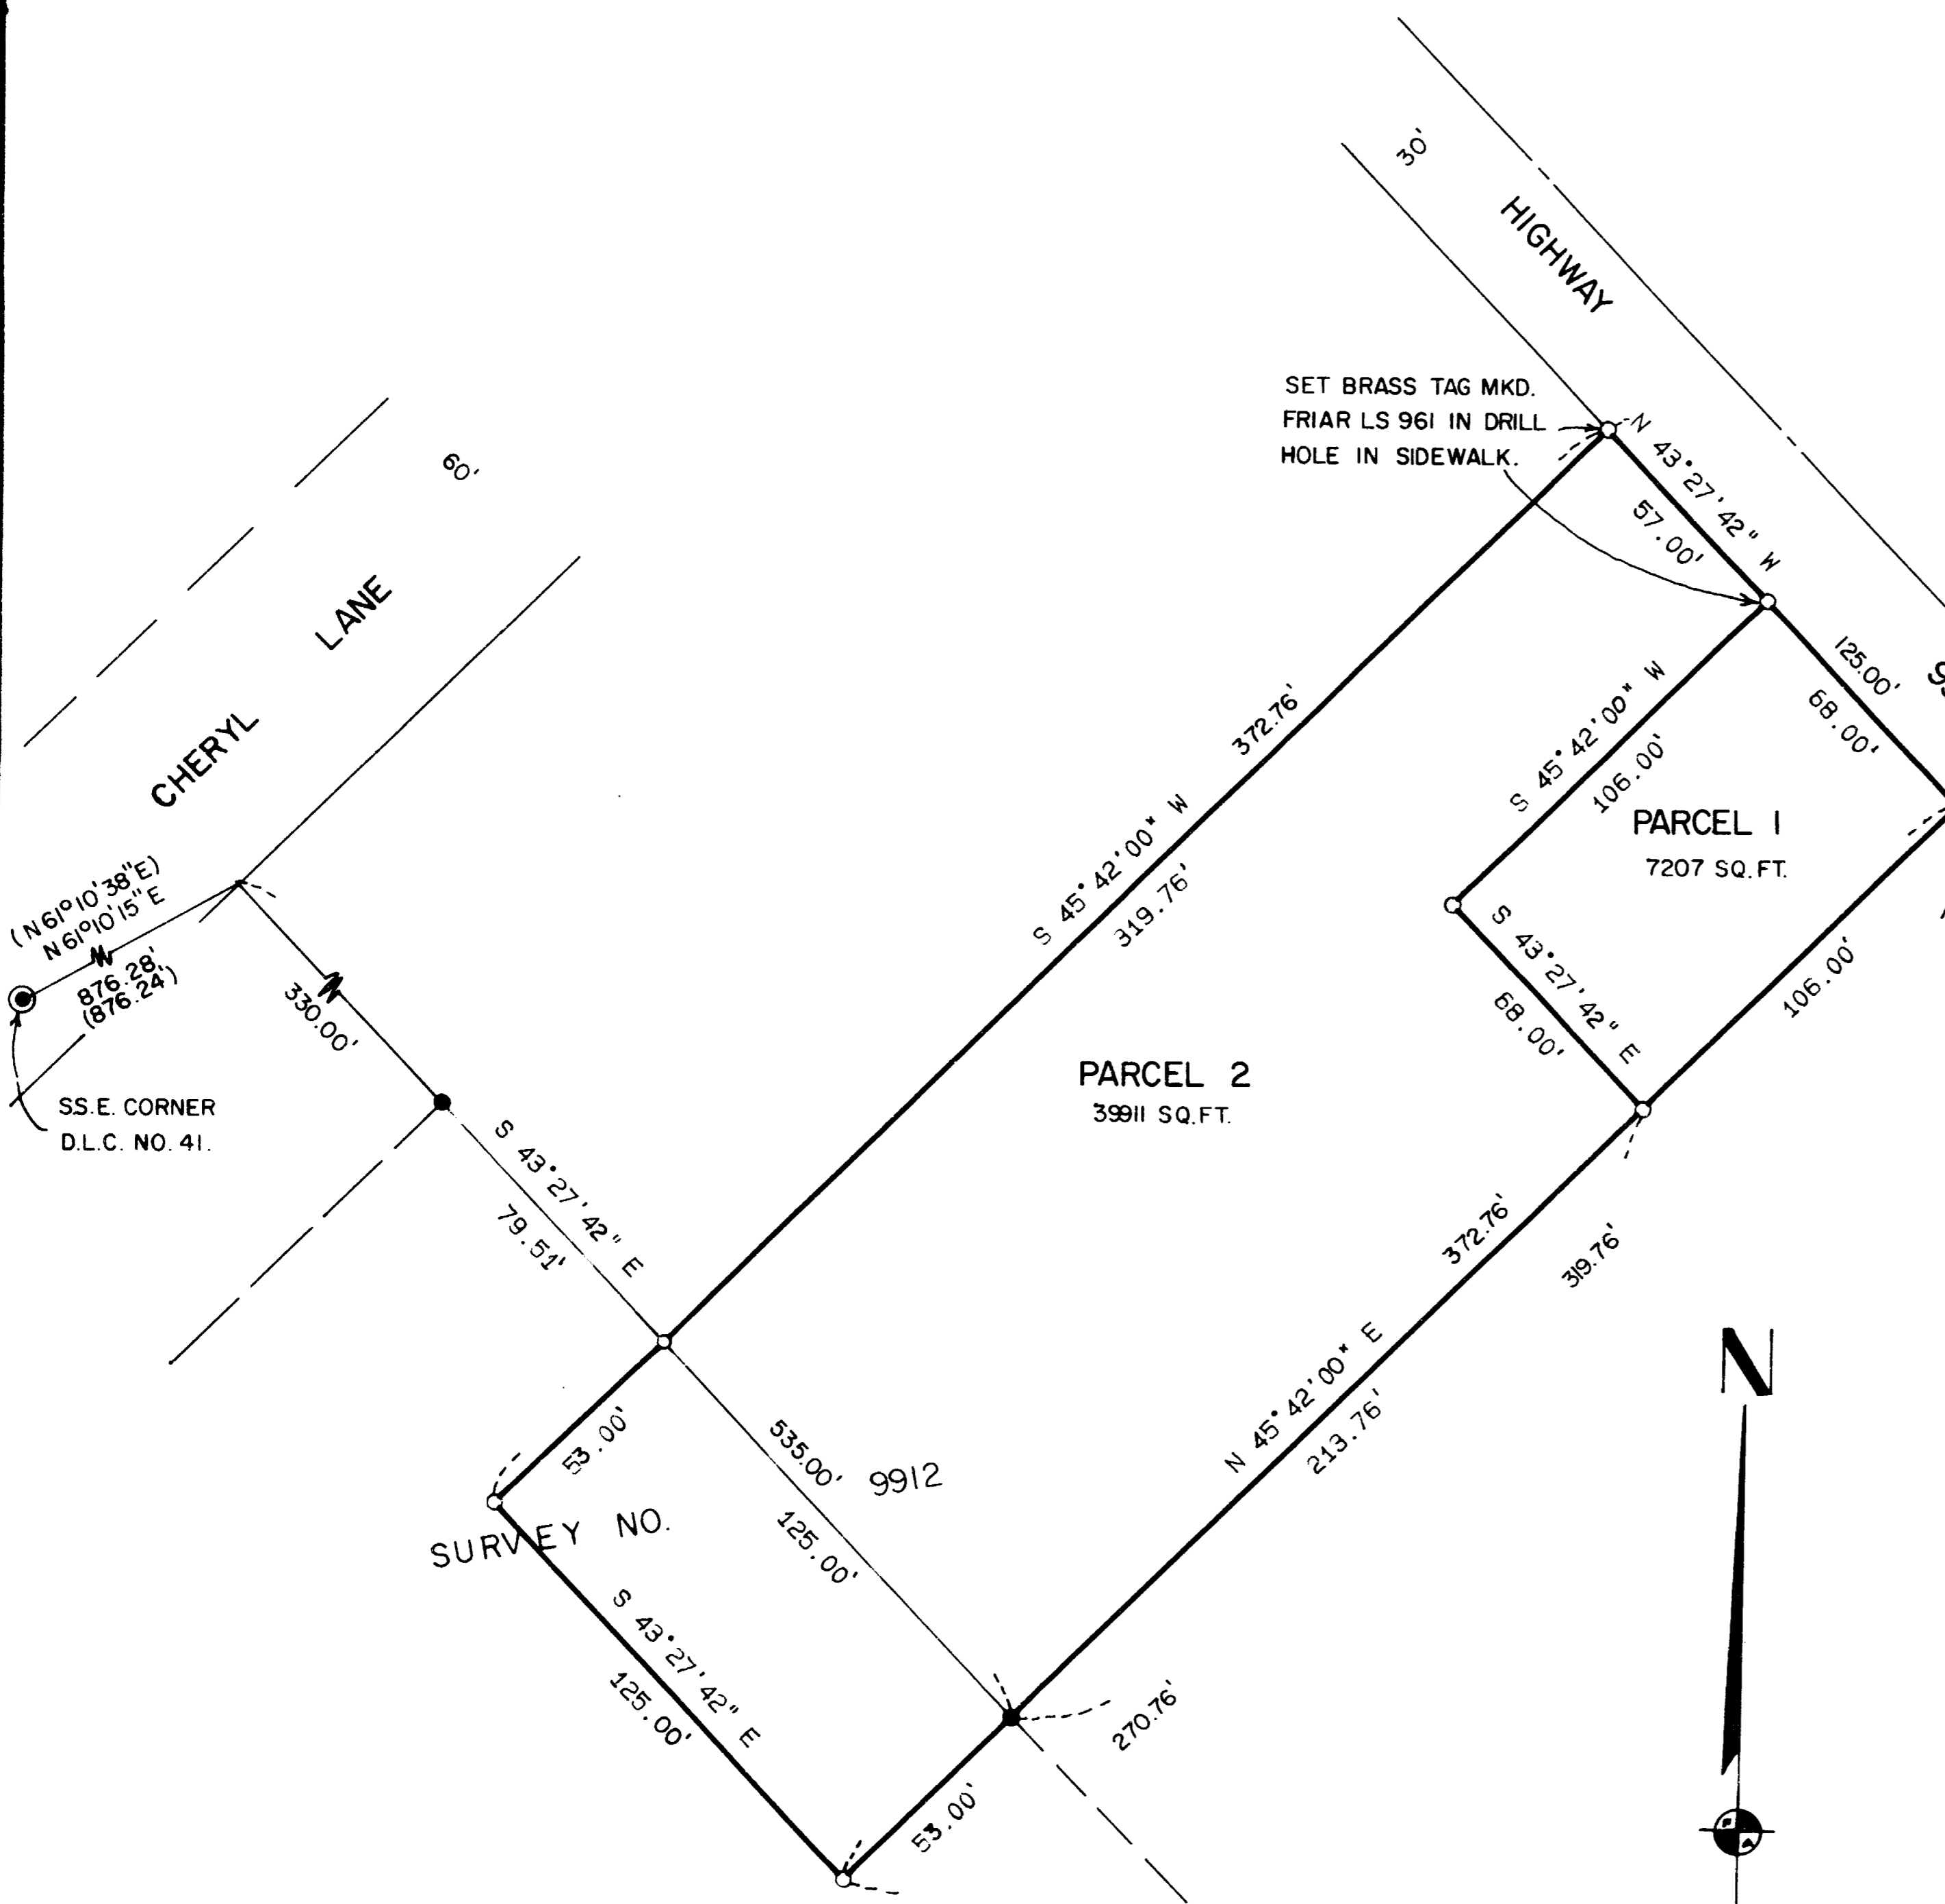 30'
HIGHWAY
SET BRASS TAG MKD.
FRIAR LS 961 IN DRILL
HOLE IN SIDEWALK.
N 43°27'42" W
57.00'
125.00'
68.00'
60'
CHERYL LANE
372.76'
S 45°42'00" W
319.76'
S 45°42'00" W
106.00'
PARCEL 1
7207 SQ.FT.
S 43°27'42" E
68.00'
106.00'
(N61°10'38"E)
N61°10'15"E
876.28'
(876.24')
330.00'
S.S.E. CORNER
D.L.C. NO. 41.
S 43°27'42" E
79.51'
PARCEL 2
39911 SQ.FT.
372.76'
319.76'
N 45°42'00" E
213.76'
N
53.00'
535.00'
125.00'
SURVEY NO. 9912
S 43°27'42" E
125.00'
270.76'
53.00'